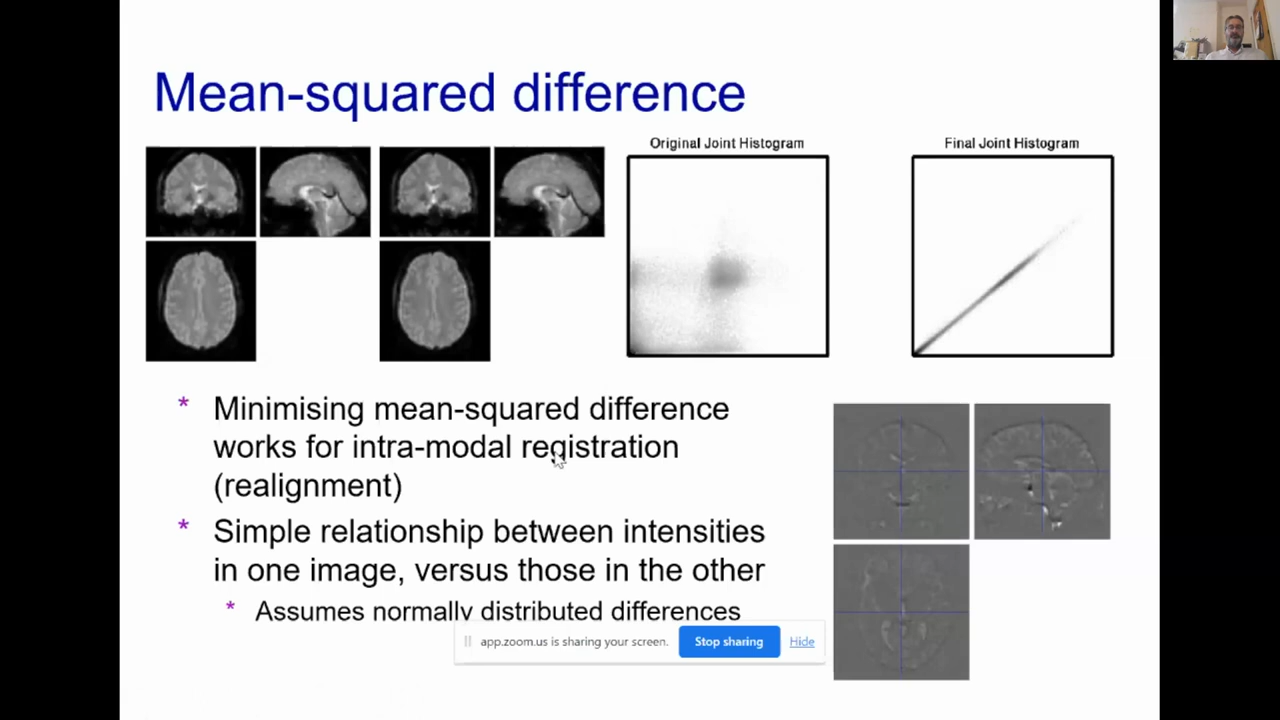 Mean-squared difference
Original Joint Histogram
Final Joint Histogram
* Minimising mean-squared difference
works for intra-modal registration
(realignment)
* Simple relationship between intensities
in one image, versus those in the other
* Assumes normally distributed differences
app.zoom.us is sharing your screen.
Stop sharing
Hide